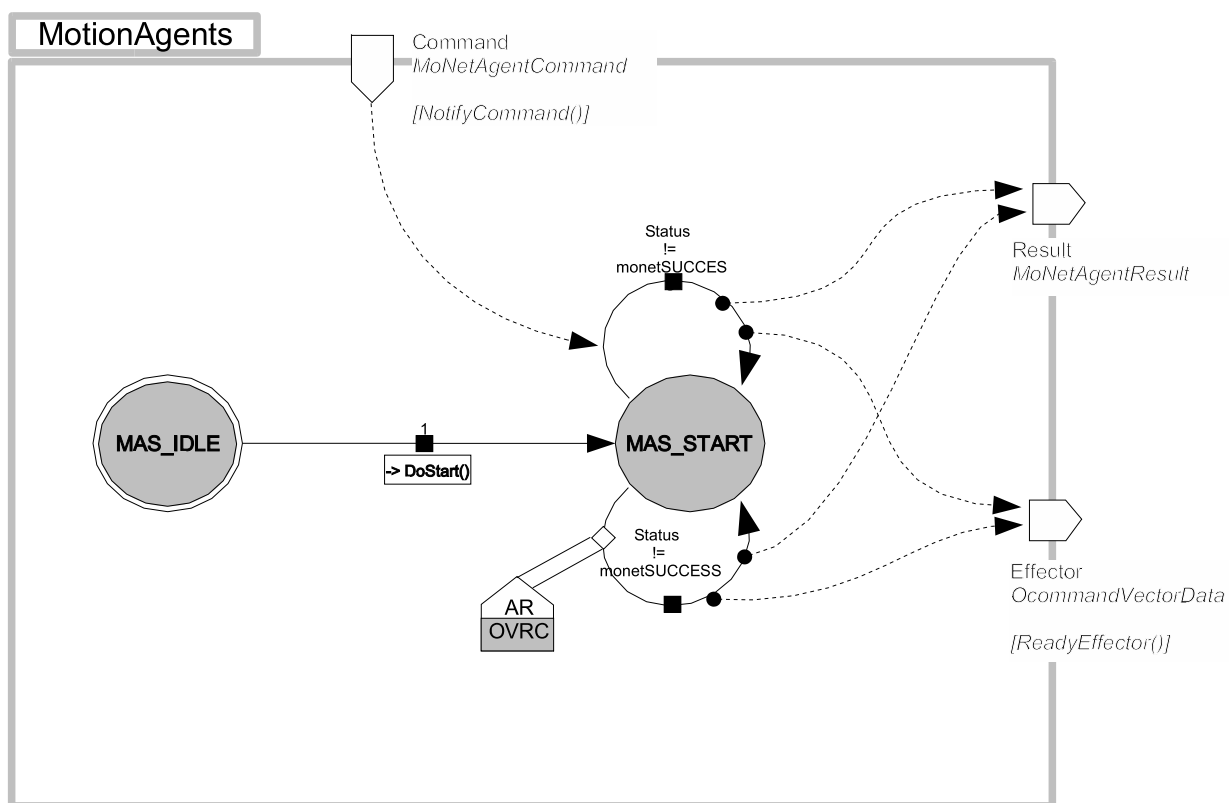 MotionAgents
Command
MoNetAgentCommand
[NotifyCommand()]
Status
!=
monetSUCCES
Result
MoNetAgentResult
MAS_IDLE
1
-> DoStart()
MAS_START
Status
!=
monetSUCCESS
AR
OVRC
Effector
OcommandVectorData
[ReadyEffector()]